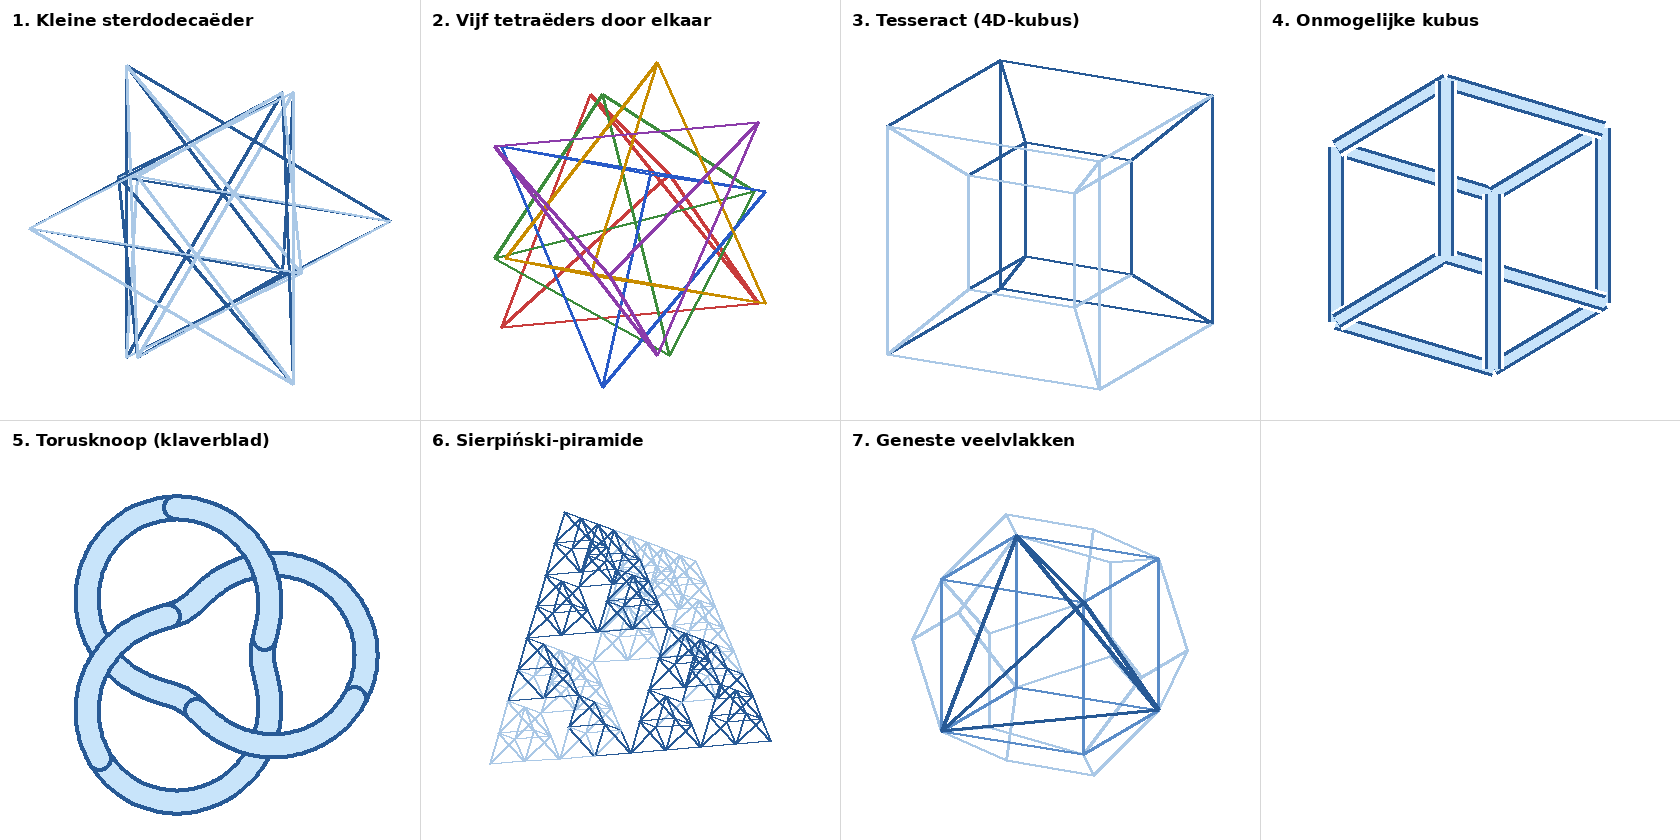 1. Kleine sterdodecaëder
2. Vijf tetraëders door elkaar
3. Tesseract (4D-kubus)
4. Onmogelijke kubus
5. Torusknoop (klaverblad)
6. Sierpiński-piramide
7. Geneste veelvlakken